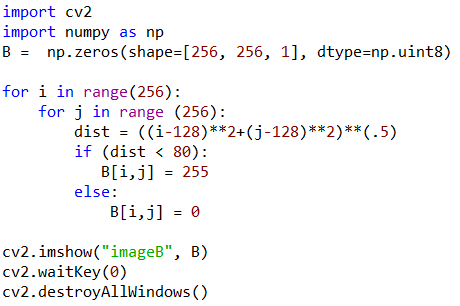 import cv2
import numpy as np
B =  np.zeros(shape=[256, 256, 1], dtype=np.uint8)

for i in range(256):
    for j in range (256):
        dist = ((i-128)**2+(j-128)**2)**(.5)
        if (dist < 80):
           B[i,j] = 255
        else:
            B[i,j] = 0

cv2.imshow("imageB", B)
cv2.waitKey(0)
cv2.destroyAllWindows()